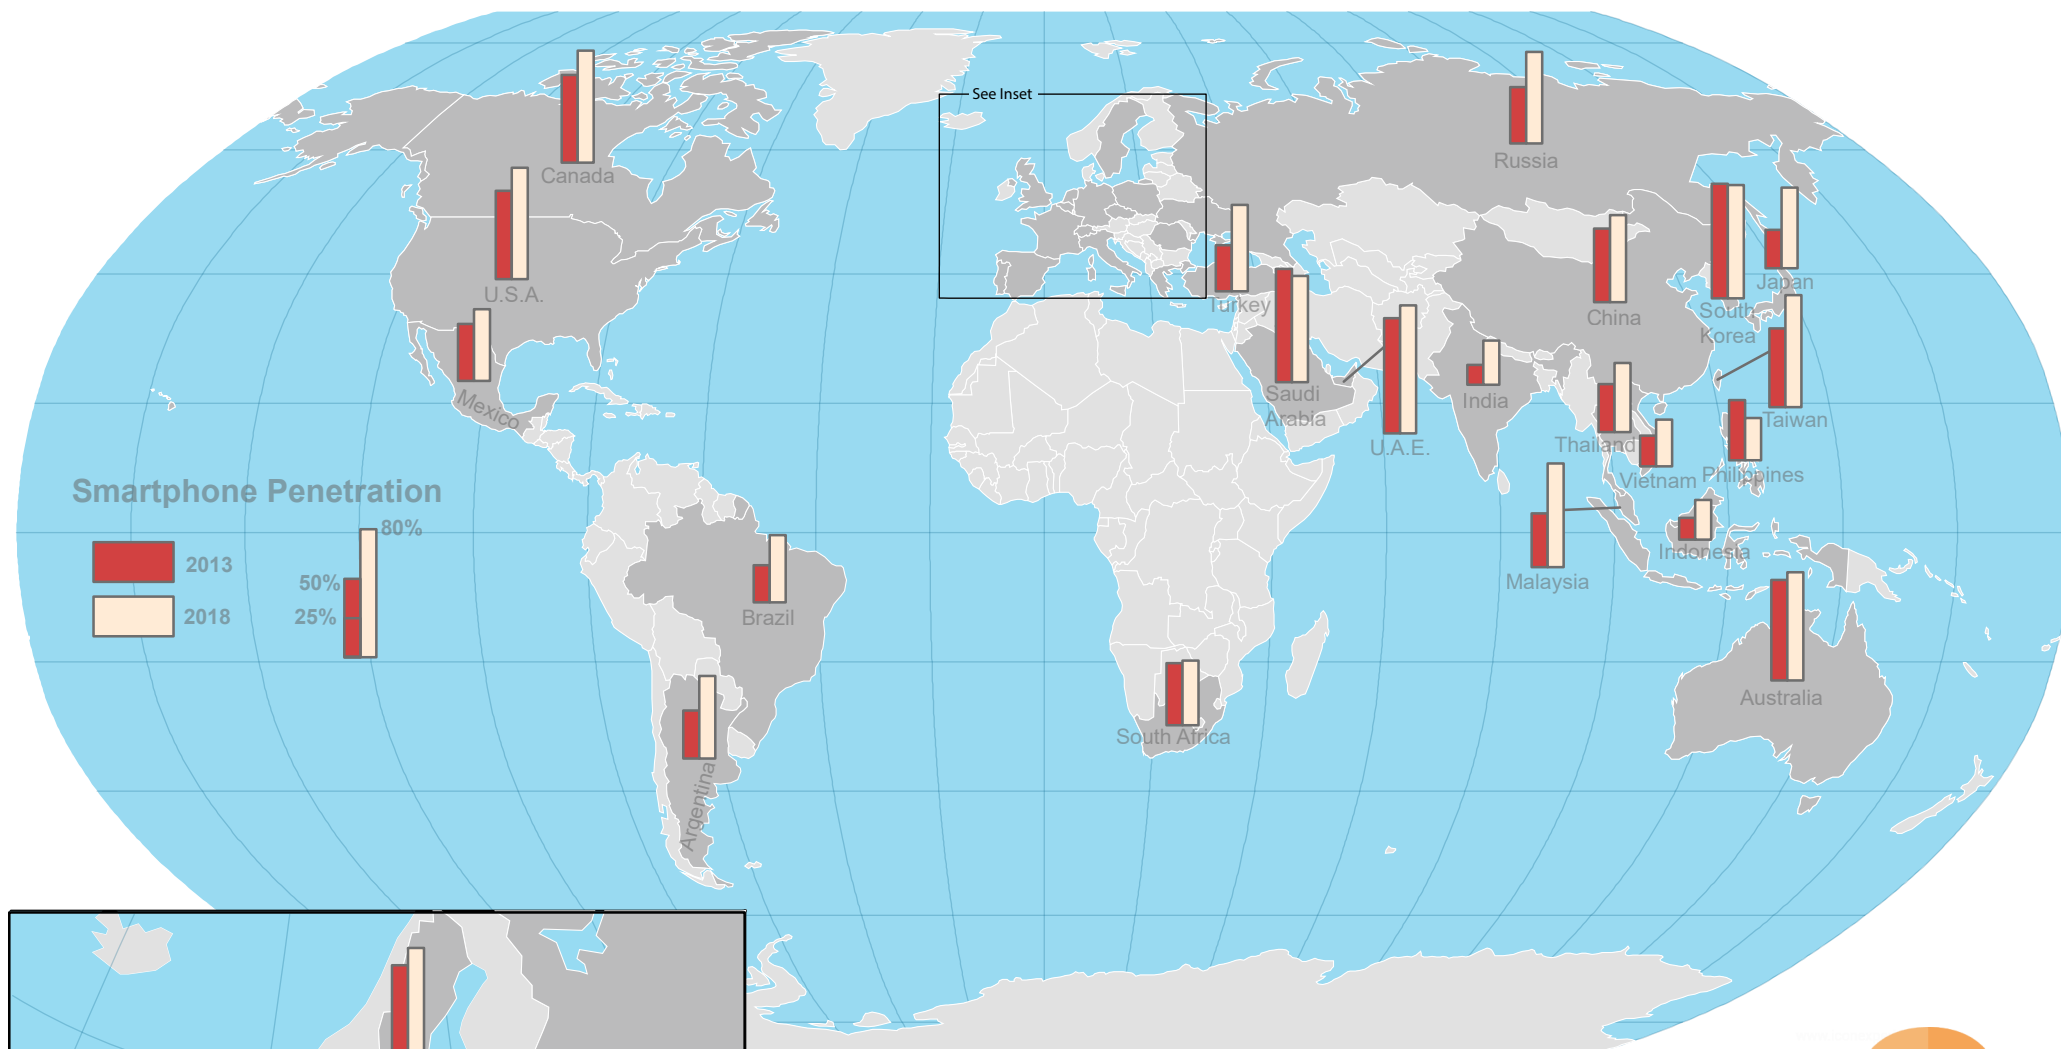 See Inset
Canada
Russia
U.S.A.
Turkey
Japan
China
South
Korea
Mexico
Saudi
Arabia
India
U.A.E.
Taiwan
Thailand
Vietnam
Philippines
Smartphone Penetration
2013
2018
80%
50%
25%
Indonesia
Malaysia
Brazil
Australia
South Africa
Argentina